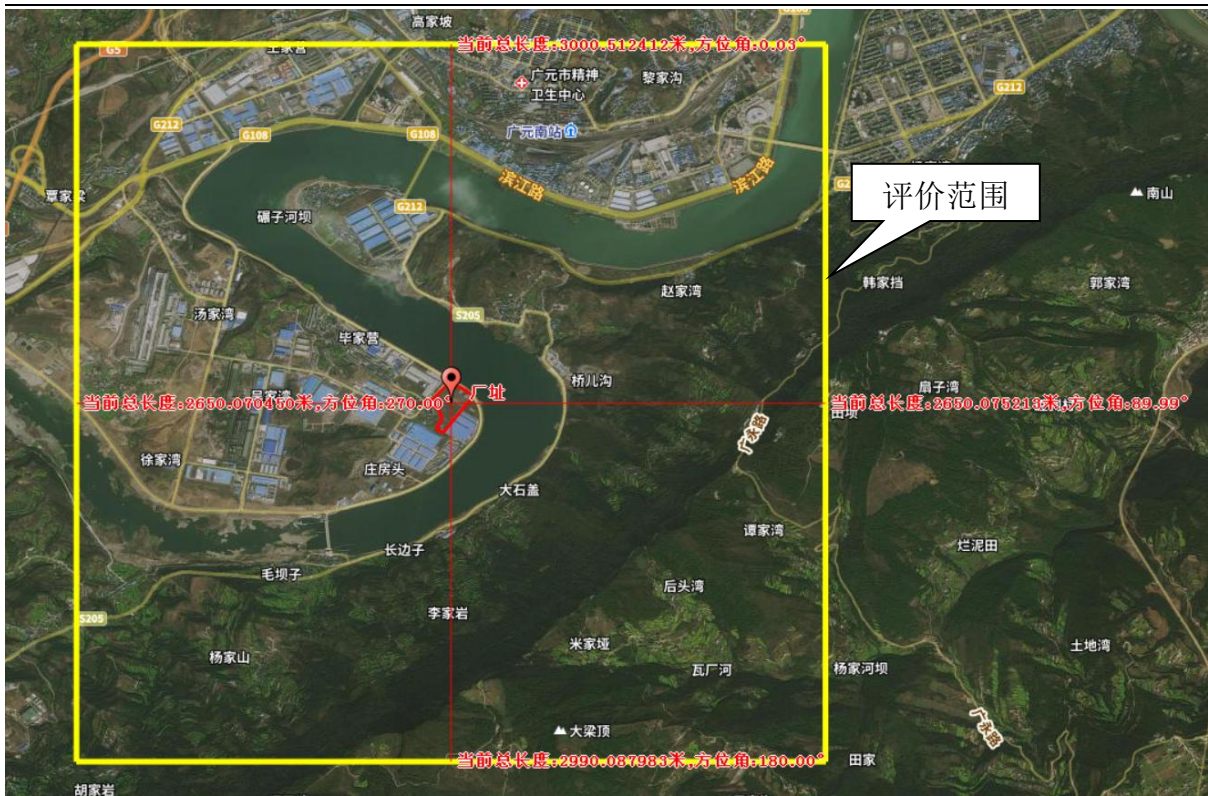 高家坡
G5
当前总长度:3000.512412米,方位角:0.03°
广元市精神
卫生中心
黎家沟
G212
G212
G108
G108
广元南站
滨江路
滨江路
评价范围
覃家梁
碾子河坝
G212
南山
赵家湾
韩家挡
郭家湾
汤家湾
S205
毕家营
桥儿沟
扇子湾
厂址
当前总长度:2650.070450米,方位角:270.00°
当前总长度:2650.075213米,方位角:89.99°
田坝
广永路
徐家湾
庄房头
大石盖
谭家湾
烂泥田
长边子
毛坝子
后头湾
S205
李家岩
杨家山
米家垭
瓦厂河
杨家河坝
土地湾
广永路
大梁顶
当前总长度:2990.087983米,方位角:180.00°
田家
胡家岩